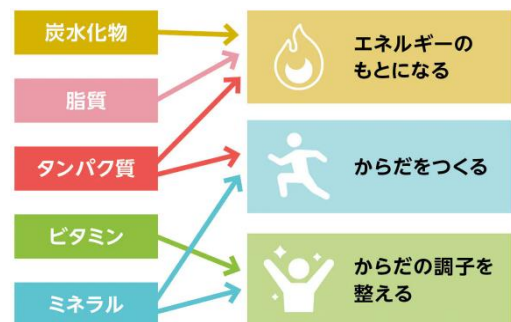 炭水化物
脂質
タンパク質
ビタミン
ミネラル
エネルギーの
もとになる
からだをつくる
からだの調子を
整える